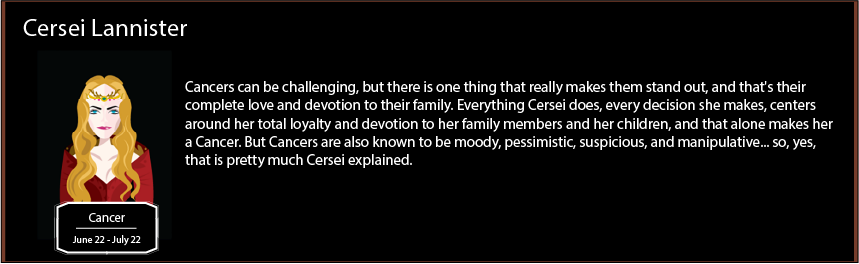 Cersei Lannister
Cancers can be challenging, but there is one thing that really makes them stand out, and that's their
complete love and devotion to their family. Everything Cersei does, every decision she makes, centers
around her total loyalty and devotion to her family members and her children, and that alone makes her
a Cancer. But Cancers are also known to be moody, pessimistic, suspicious, and manipulative... so, yes,
that is pretty much Cersei explained.
Cancer
June 22 - July 22